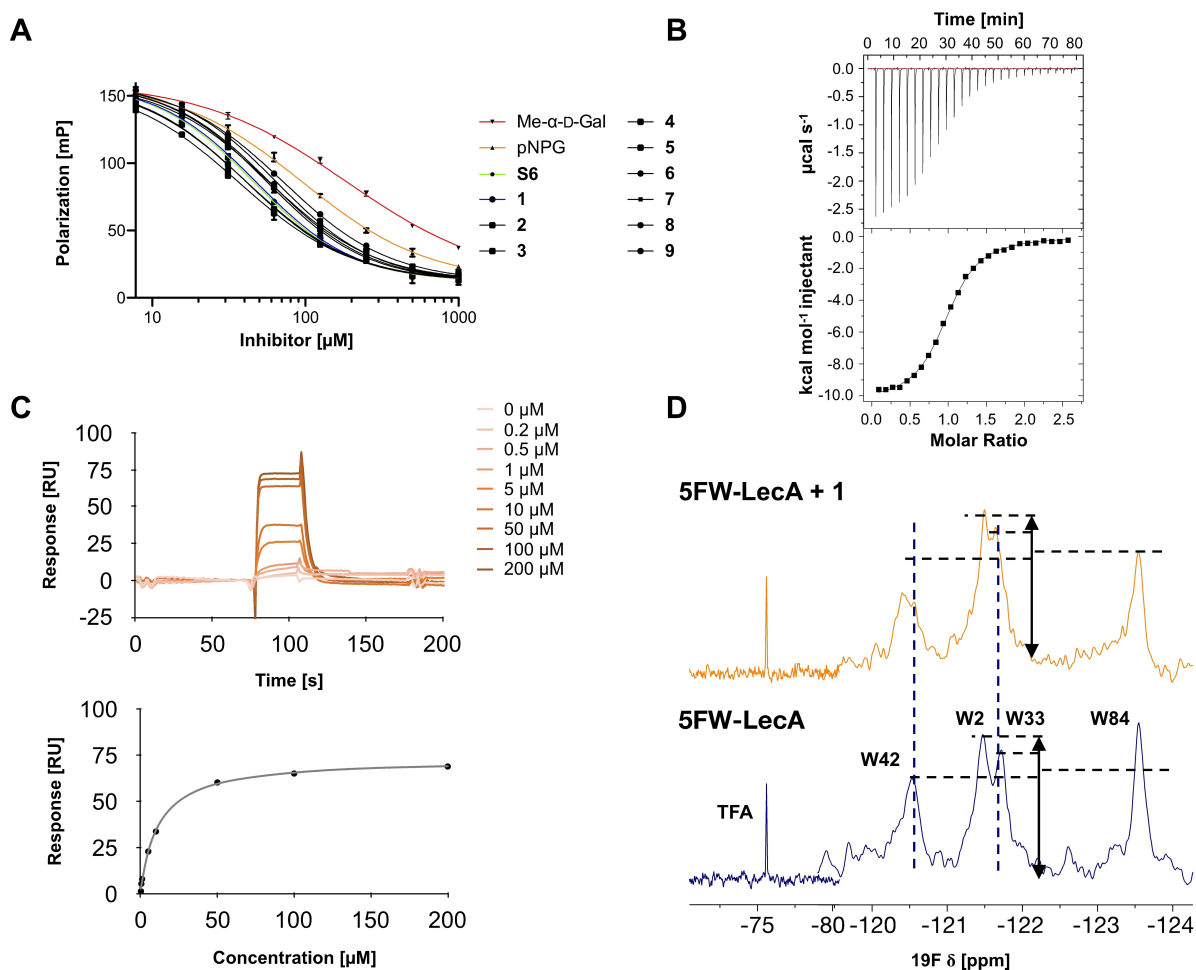 A
Polarization [mP]
150
100
50
0
10
100
1000
Inhibitor [µM]
Me-α-D-Gal
pNPG
S6
1
2
3
4
5
6
7
8
9
B
Time [min]
0 10 20 30 40 50 60 70 80
µcal s⁻¹
0.0
-0.5
-1.0
-1.5
-2.0
-2.5
kcal mol⁻¹ injectant
0.0
-2.0
-4.0
-6.0
-8.0
-10.0
0.0 0.5 1.0 1.5 2.0 2.5
Molar Ratio
C
Response [RU]
100
75
50
25
0
-25
0 50 100 150 200
Time [s]
0 µM
0.2 µM
0.5 µM
1 µM
5 µM
10 µM
50 µM
100 µM
200 µM
Response [RU]
100
75
50
25
0
0 50 100 150 200
Concentration [µM]
D
5FW-LecA + 1
5FW-LecA
W2 W33 W84
W42
TFA
-75 -80 -120 -121 -122 -123 -124
19F δ [ppm]